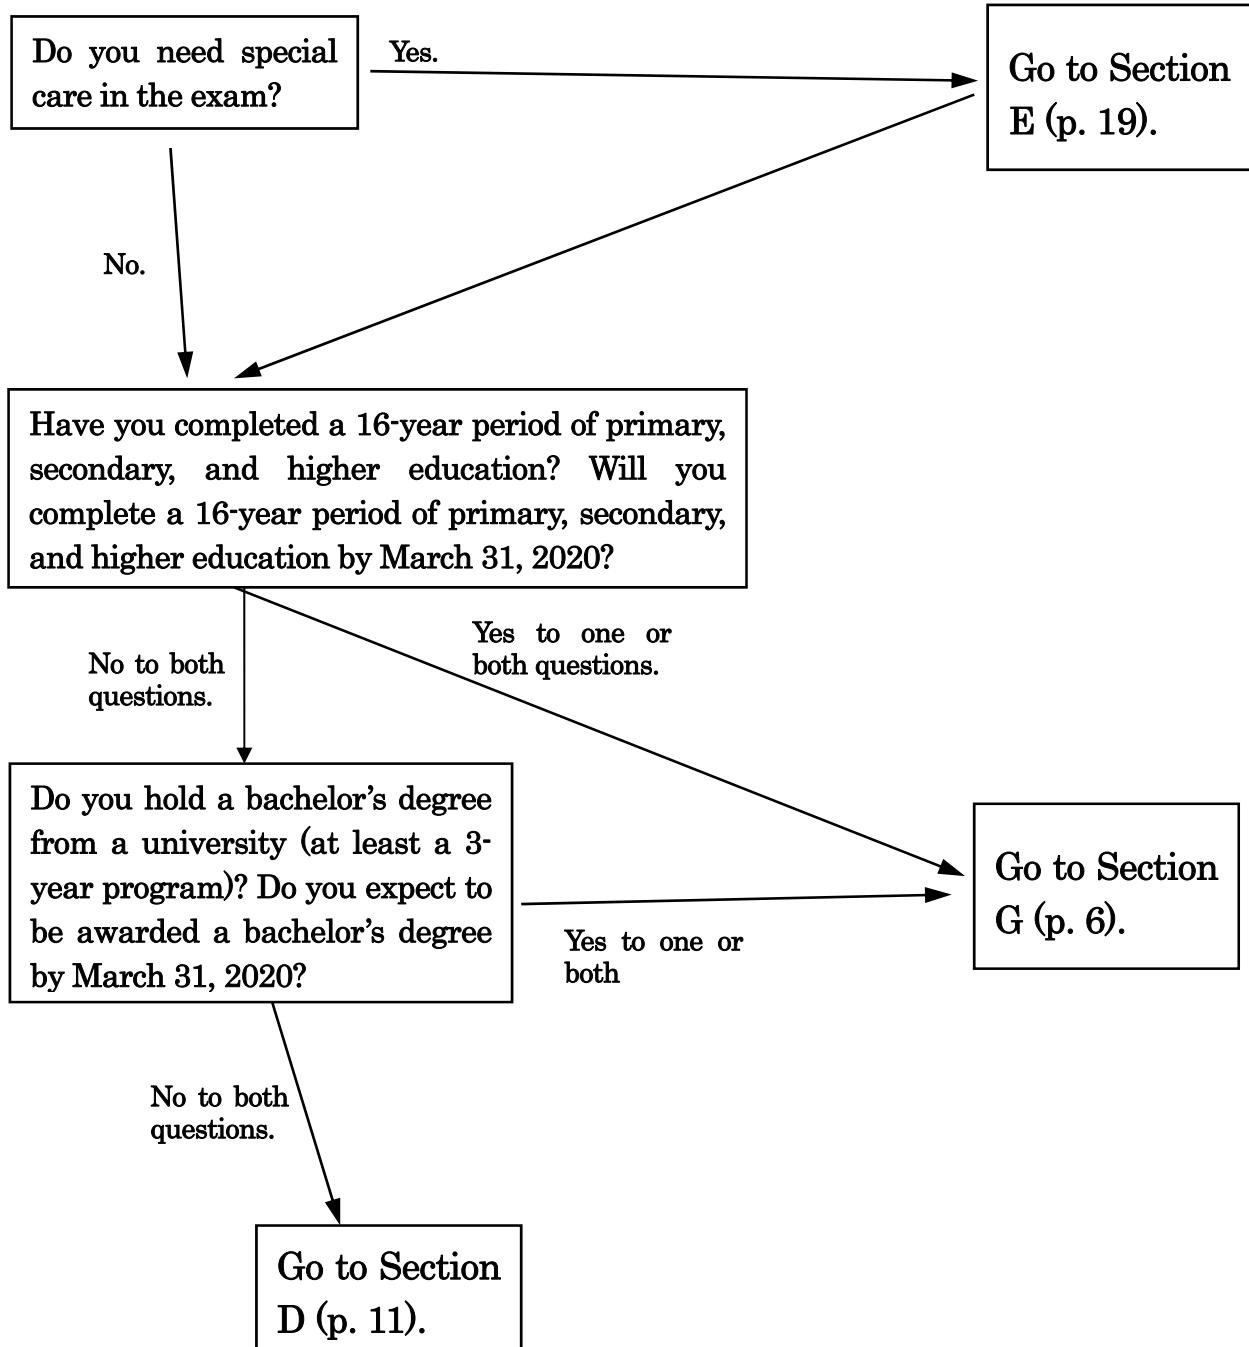 Do you need special
care in the exam?
Yes.
Go to Section
E (p. 19).
No.
Have you completed a 16-year period of primary,
secondary, and higher education? Will you
complete a 16-year period of primary, secondary,
and higher education by March 31, 2020?
No to both
questions.
Yes to one or
both questions.
Do you hold a bachelor's degree
from a university (at least a 3-
year program)? Do you expect to
be awarded a bachelor's degree
by March 31, 2020?
Yes to one or
both
Go to Section
G (p. 6).
No to both
questions.
Go to Section
D (p. 11).